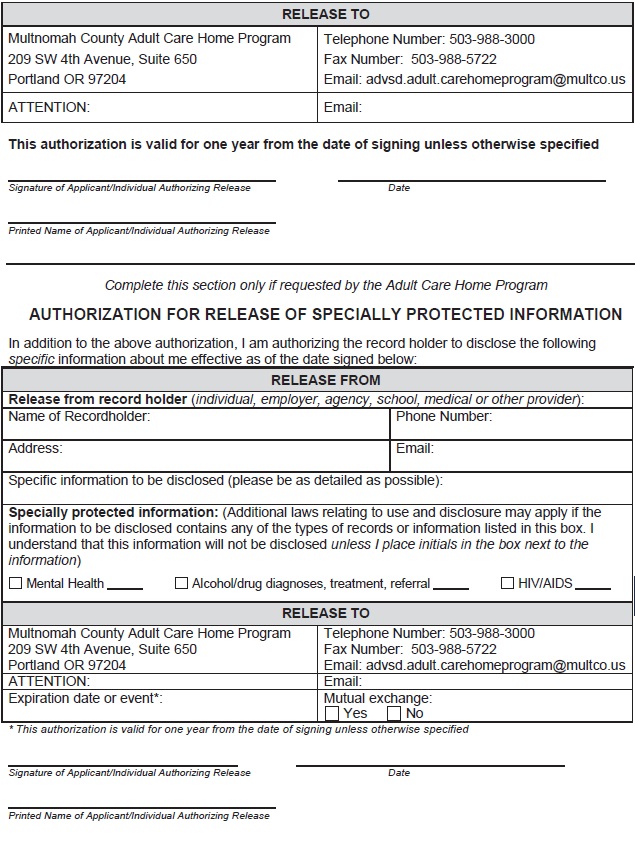 RELEASE TO
Multnomah County Adult Care Home Program
209 SW 4th Avenue, Suite 650
Portland OR 97204
Telephone Number: 503-988-3000
Fax Number:  503-988-5722
Email: advsd.adult.carehomeprogram@multco.us
ATTENTION:
Email:
This authorization is valid for one year from the date of signing unless otherwise specified
Signature of Applicant/Individual Authorizing Release
Date
Printed Name of Applicant/Individual Authorizing Release
Complete this section only if requested by the Adult Care Home Program
AUTHORIZATION FOR RELEASE OF SPECIALLY PROTECTED INFORMATION
In addition to the above authorization, I am authorizing the record holder to disclose the following
specific information about me effective as of the date signed below:
RELEASE FROM
Release from record holder (individual, employer, agency, school, medical or other provider):
Name of Recordholder:
Phone Number:
Address:
Email:
Specific information to be disclosed (please be as detailed as possible):
Specially protected information: (Additional laws relating to use and disclosure may apply if the
information to be disclosed contains any of the types of records or information listed in this box. I
understand that this information will not be disclosed unless I place initials in the box next to the
information)
☐ Mental Health _____ ☐ Alcohol/drug diagnoses, treatment, referral _____ ☐ HIV/AIDS _____
RELEASE TO
Multnomah County Adult Care Home Program
209 SW 4th Avenue, Suite 650
Portland OR 97204
Telephone Number: 503-988-3000
Fax Number:  503-988-5722
Email: advsd.adult.carehomeprogram@multco.us
ATTENTION:
Email:
Expiration date or event*:
Mutual exchange:
☐ Yes ☐ No
* This authorization is valid for one year from the date of signing unless otherwise specified
Signature of Applicant/Individual Authorizing Release
Date
Printed Name of Applicant/Individual Authorizing Release